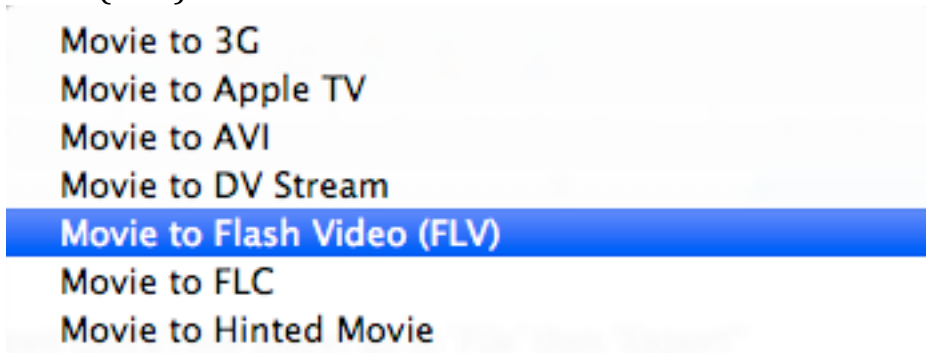 Movie to 3G
Movie to Apple TV
Movie to AVI
Movie to DV Stream
Movie to Flash Video (FLV)
Movie to FLC
Movie to Hinted Movie